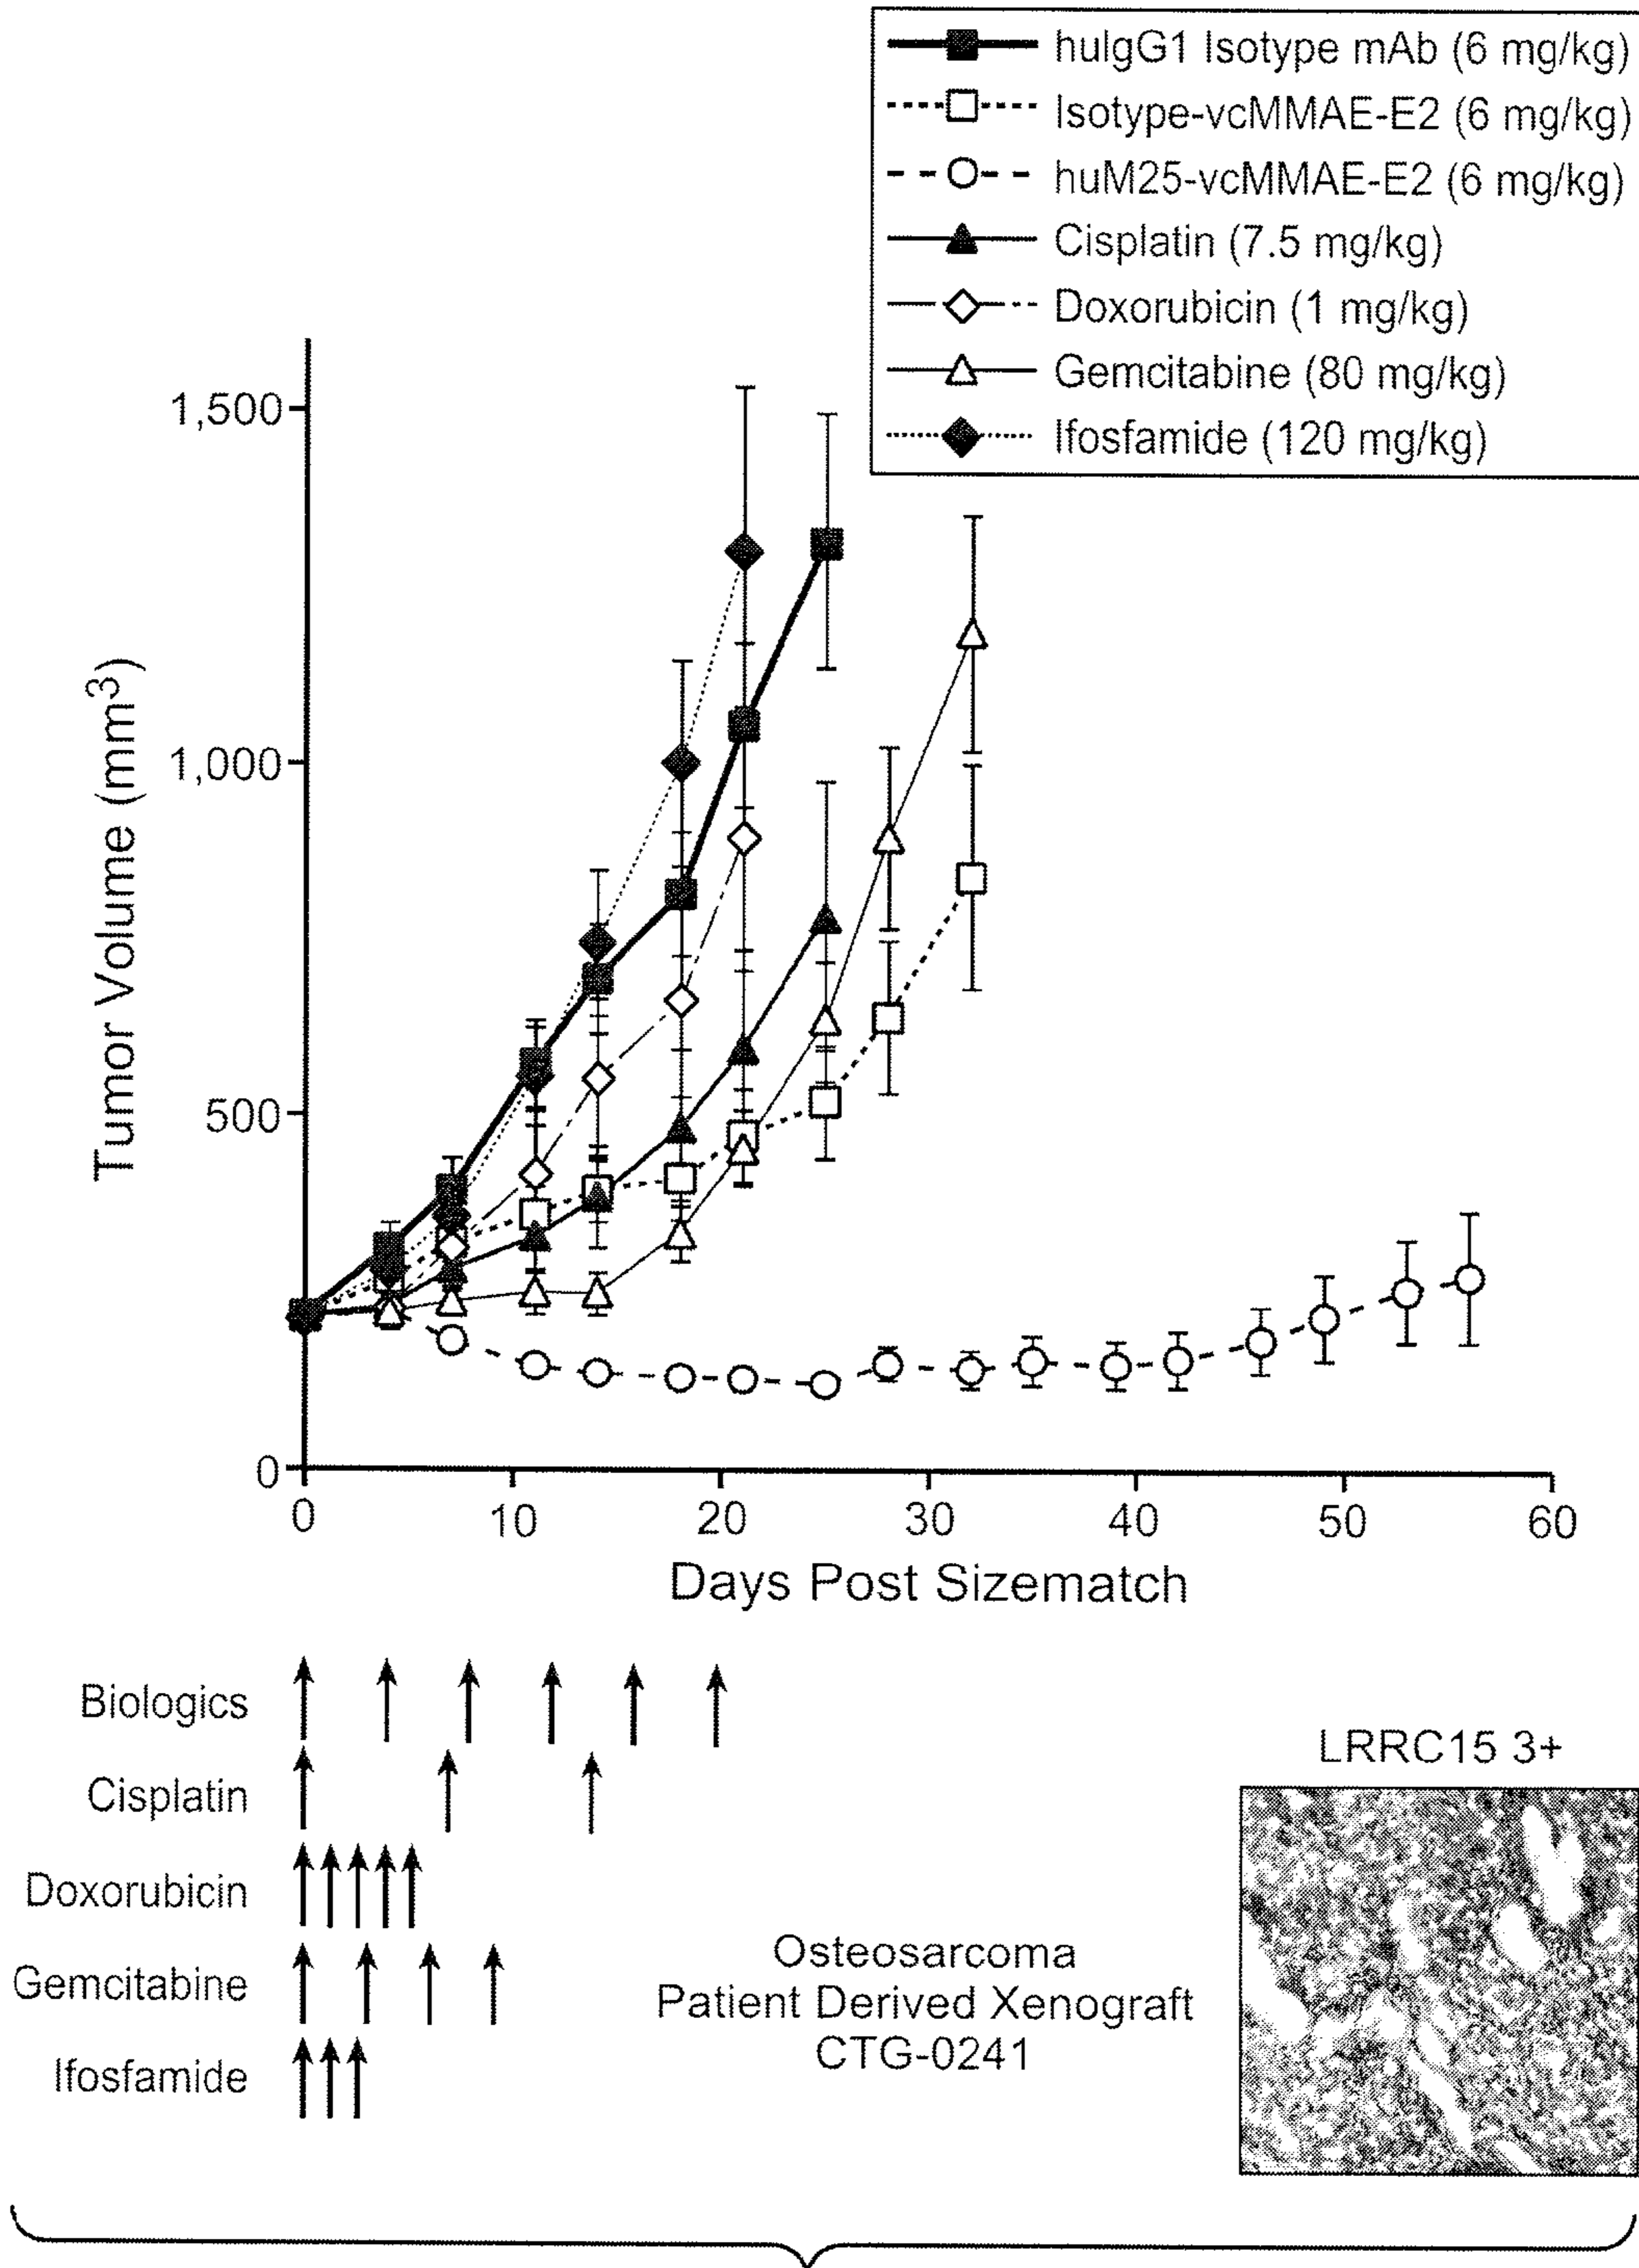 huIgG1 Isotype mAb (6 mg/kg)
Isotype-vcMMAE-E2 (6 mg/kg)
huM25-vcMMAE-E2 (6 mg/kg)
Cisplatin (7.5 mg/kg)
Doxorubicin (1 mg/kg)
Gemcitabine (80 mg/kg)
Ifosfamide (120 mg/kg)
1,500
1,000
500
0
Tumor Volume (mm³)
0 10 20 30 40 50 60
Days Post Sizematch
Biologics
Cisplatin
Doxorubicin
Gemcitabine
Ifosfamide
Osteosarcoma
Patient Derived Xenograft
CTG-0241
LRRC15 3+